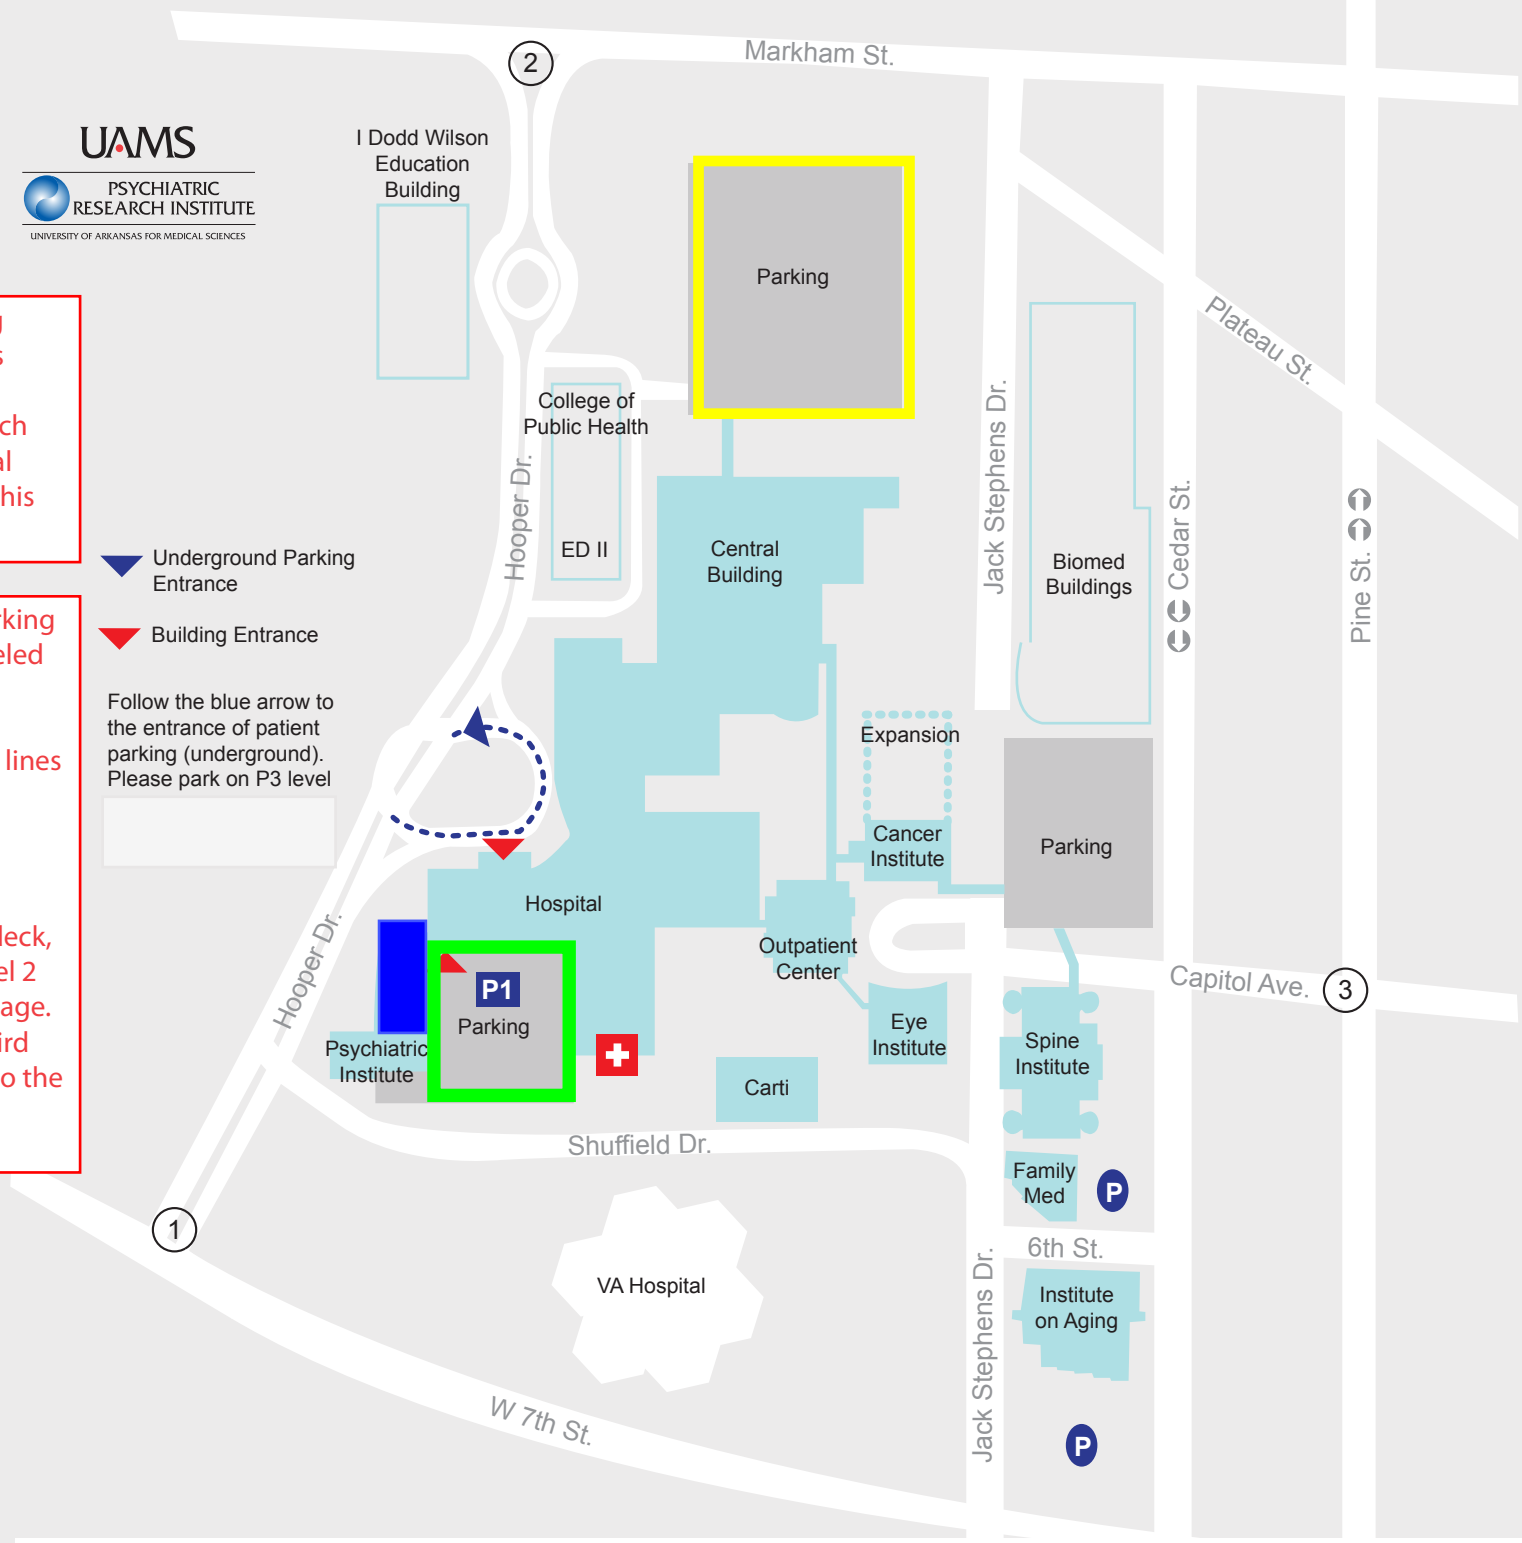 Markham St.
2
UAMS
PSYCHIATRIC
RESEARCH INSTITUTE
UNIVERSITY OF ARKANSAS FOR MEDICAL SCIENCES
I Dodd Wilson
Education
Building
Parking
Plateau St.
College of
Public Health
ED II
Hooper Dr.
Jack Stephens Dr.
Cedar St.
Pine St.
Central
Building
Biomed
Buildings
his
Underground Parking
Entrance
Building Entrance
lines
Follow the blue arrow to
the entrance of patient
parking (underground).
Please park on P3 level
Expansion
Cancer
Institute
Parking
Hospital
Outpatient
Center
Hooper Dr.
P1
Parking
Psychiatric
Institute
Eye
Institute
Capitol Ave.
3
Spine
Institute
Carti
o the
Shuffield Dr.
Family
Med
P
1
6th St.
VA Hospital
Institute
on Aging
Jack Stephens Dr.
W 7th St.
P